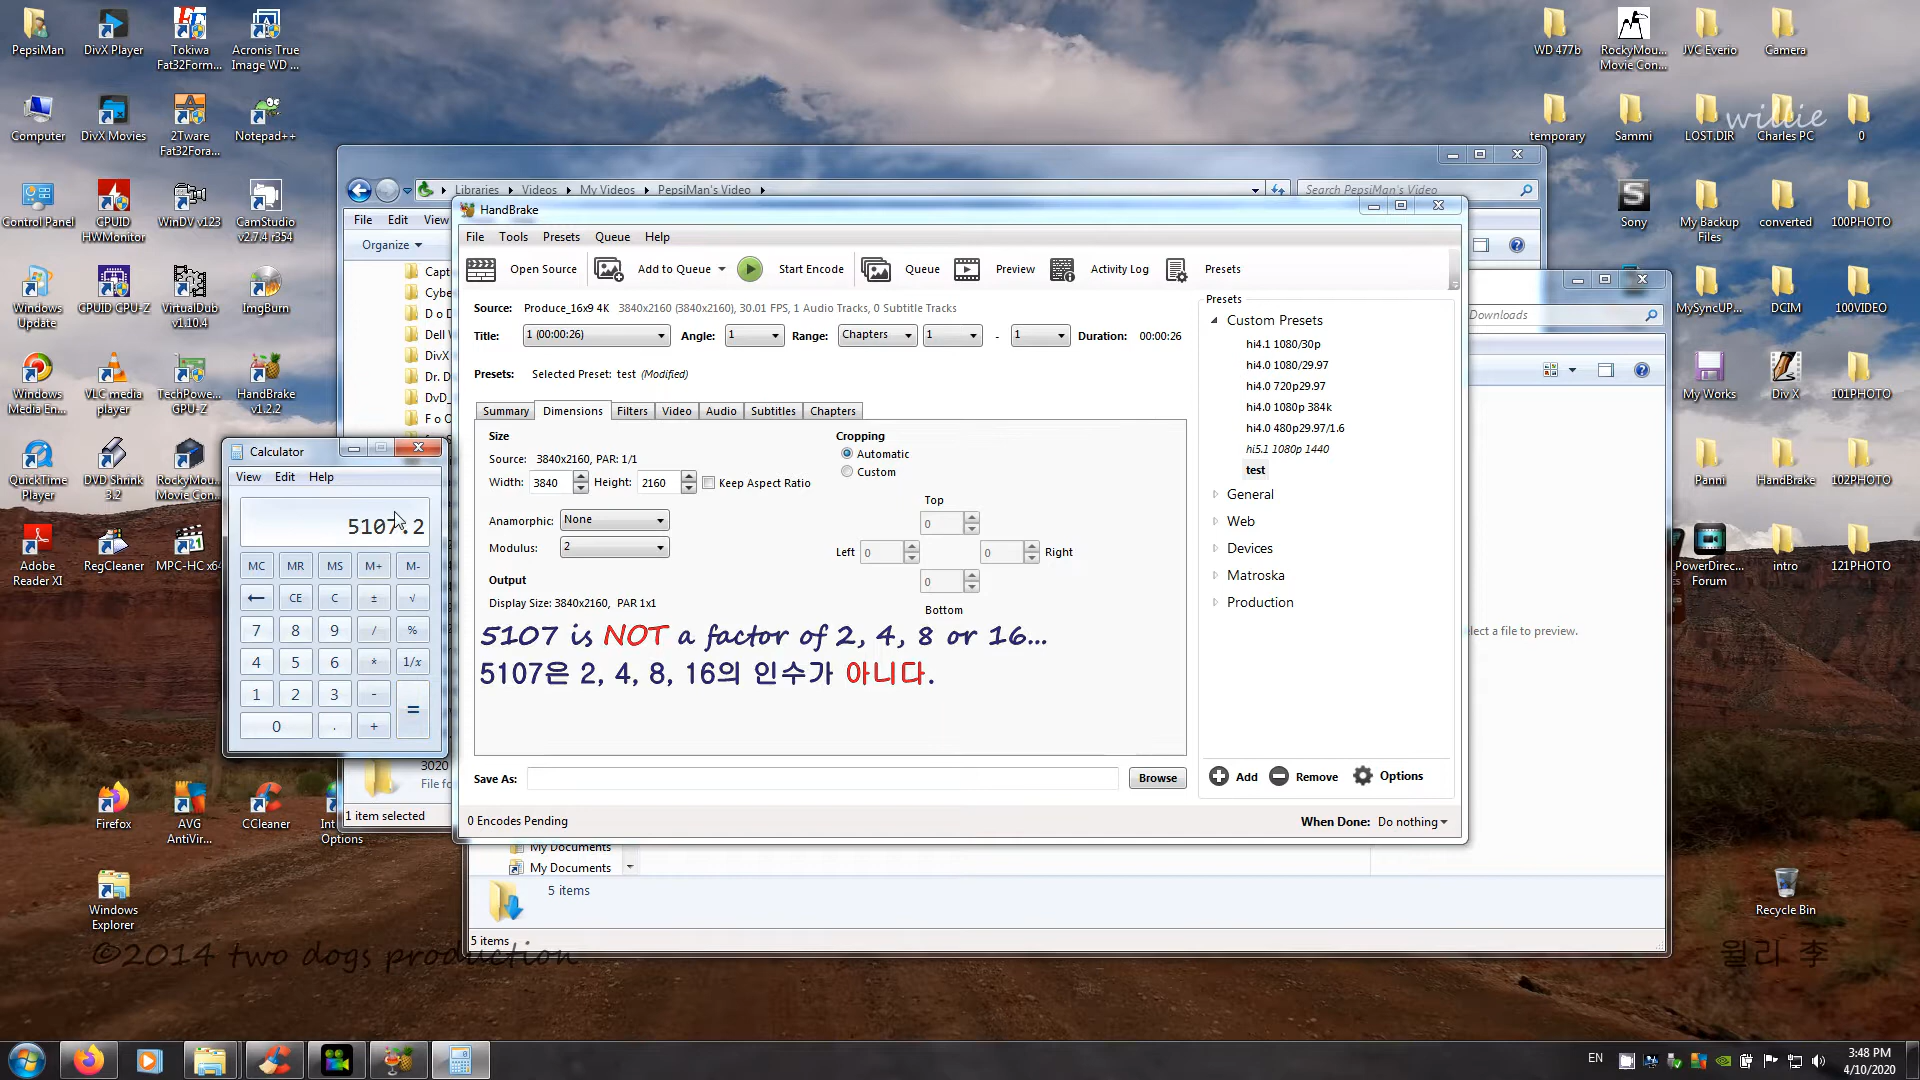 PepsiMan
DivX Player
Tokiwa Fat32Form...
Acronis True Image WD ...
Computer
DivX Movies
2Tware Fat32Fora...
Notepad++
Control Panel
CPUID HWMonitor
WinDV v123
CamStudio v2.7.4 r354
Windows Update
CPUID CPU-Z
VirtualDub v1.10.4
ImgBurn
Windows Media En...
VLC media player
TechPowe... GPU-Z
HandBrake v1.2.2
QuickTime Player
DVD Shrink 3.2
RockyMou... Movie Con...
Adobe Reader XI
RegCleaner
MPC-HC x64
Firefox
AVG AntiVir...
CCleaner
Int
Options
Windows Explorer
WD 477b
RockyMou... Movie Con...
JVC Everio
Camera
willie
temporary
Sammi
LOST.DIR
Charles PC
0
Sony
My Backup Files
converted
100PHOTO
MySyncUP...
DCIM
100VIDEO
My Works
Div X
101PHOTO
Panni
HandBrake
102PHOTO
PowerDirec... Forum
intro
121PHOTO
Recycle Bin
Libraries
Videos
My Videos
PepsiMan's Video
Search PepsiMan's Video
File Edit View
Organize
Capt
Cybe
D o D
Dell
DivX
Dr. D
DvD_
F o O
3020
File fo
1 item selected
Calculator
View Edit Help
5107.2
MC MR MS M+ M-
← CE C ± √
7 8 9 / %
4 5 6 * 1/x
1 2 3 - =
0 . +
HandBrake
File Tools Presets Queue Help
Open Source Add to Queue Start Encode Queue Preview Activity Log Presets
Source: Produce_16x9 4K 3840x2160 (3840x2160), 30.01 FPS, 1 Audio Tracks, 0 Subtitle Tracks
Title: 1 (00:00:26) Angle: 1 Range: Chapters 1 - 1 Duration: 00:00:26
Presets: Selected Preset: test (Modified)
Summary Dimensions Filters Video Audio Subtitles Chapters
Size
Source: 3840x2160, PAR: 1/1
Width: 3840 Height: 2160 Keep Aspect Ratio
Anamorphic: None
Modulus: 2
Output
Display Size: 3840x2160, PAR 1x1
Cropping
Automatic
Custom
Top
0
Left 0 0 Right
0
Bottom
5107 is NOT a factor of 2, 4, 8 or 16...
5107은 2, 4, 8, 16의 인수가 아니다.
Save As: Browse
0 Encodes Pending
When Done: Do nothing
Presets
Custom Presets
hi4.1 1080/30p
hi4.0 1080/29.97
hi4.0 720p29.97
hi4.0 1080p 384k
hi4.0 480p29.97/1.6
hi5.1 1080p 1440
test
General
Web
Devices
Matroska
Production
Add Remove Options
Downloads
lect a file to preview.
My Documents
My Documents
5 items
5 items
©2014 two dogs production
윌리 李
EN
3:48 PM
4/10/2020